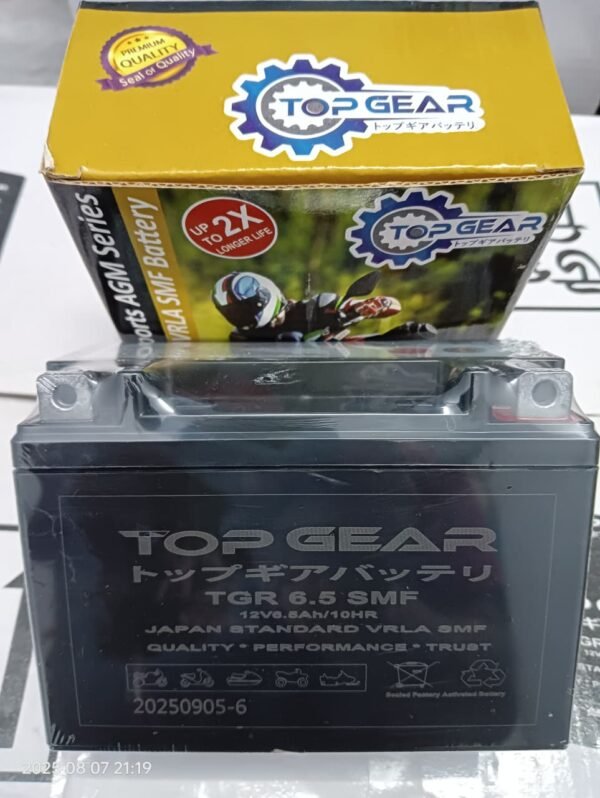 PREMIUM
QUALITY
Seal of Quality
TOP GEAR
トップギアバッテリ
Sports AGM Series
VRLA SMF Battery
UP TO 2X
LONGER LIFE
TOP GEAR
トップギアバッテリ
TOP GEAR
トップギアバッテリ
TGR 6.5 SMF
12V6.5Ah/10HR
JAPAN STANDARD VRLA SMF
QUALITY * PERFORMANCE * TRUST
Sealed Factory Activated Battery
20250905-6
2025.08.07 21:19